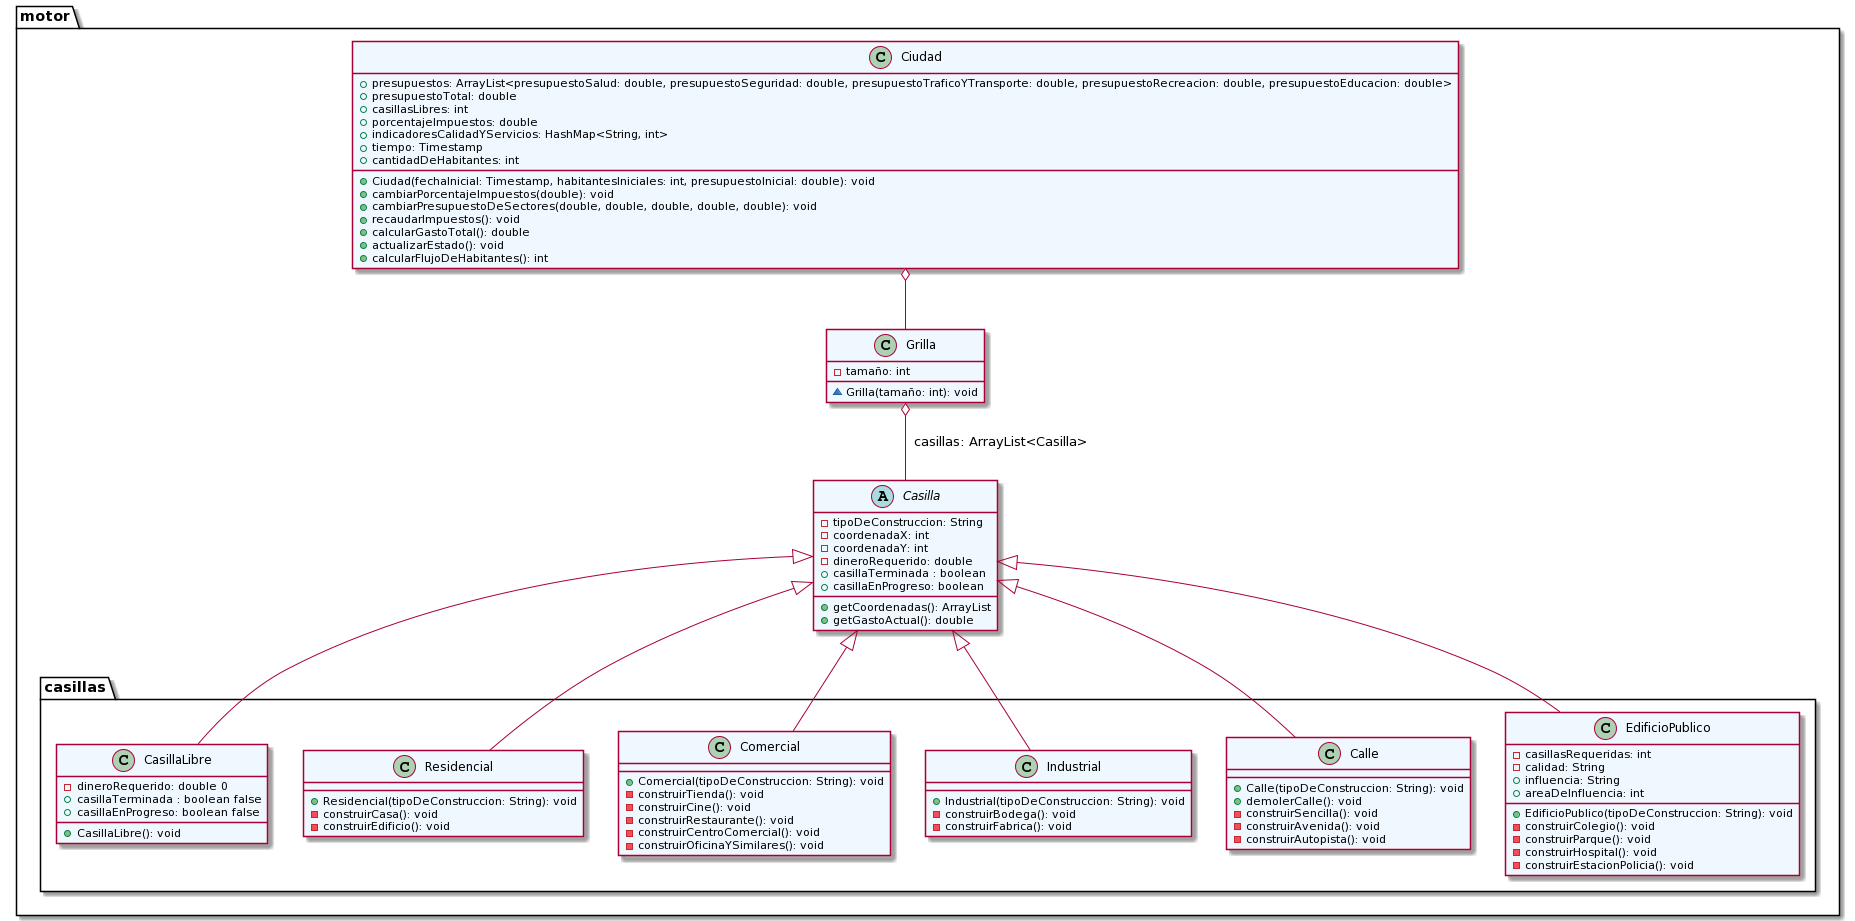 motor
C Ciudad
presupuestos: ArrayList<presupuestoSalud: double, presupuestoSeguridad: double, presupuestoTraficoYTransporte: double, presupuestoRecreacion: double, presupuestoEducacion: double>
presupuestoTotal: double
casillasLibres: int
porcentajeImpuestos: double
indicadoresCalidadYServicios: HashMap<String, int>
tiempo: Timestamp
cantidadDeHabitantes: int
Ciudad(fechaInicial: Timestamp, habitantesIniciales: int, presupuestoInicial: double): void
cambiarPorcentajeImpuestos(double): void
cambiarPresupuestoDeSectores(double, double, double, double, double): void
recaudarImpuestos(): void
calcularGastoTotal(): double
actualizarEstado(): void
calcularFlujoDeHabitantes(): int
C Grilla
tamaño: int
Grilla(tamaño: int): void
casillas: ArrayList<Casilla>
A Casilla
tipoDeConstruccion: String
coordenadaX: int
coordenadaY: int
dineroRequerido: double
casillaTerminada : boolean
casillaEnProgreso: boolean
getCoordenadas(): ArrayList
getGastoActual(): double
casillas
C CasillaLibre
dineroRequerido: double 0
casillaTerminada : boolean false
casillaEnProgreso: boolean false
CasillaLibre(): void
C Residencial
Residencial(tipoDeConstruccion: String): void
construirCasa(): void
construirEdificio(): void
C Comercial
Comercial(tipoDeConstruccion: String): void
construirTienda(): void
construirCine(): void
construirRestaurante(): void
construirCentroComercial(): void
construirOficinaYSimilares(): void
C Industrial
Industrial(tipoDeConstruccion: String): void
construirBodega(): void
construirFabrica(): void
C Calle
Calle(tipoDeConstruccion: String): void
demolerCalle(): void
construirSencilla(): void
construirAvenida(): void
construirAutopista(): void
C EdificioPublico
casillasRequeridas: int
calidad: String
influencia: String
areaDeInfluencia: int
EdificioPublico(tipoDeConstruccion: String): void
construirColegio(): void
construirParque(): void
construirHospital(): void
construirEstacionPolicia(): void